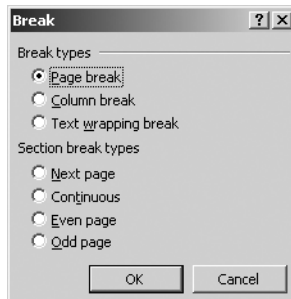 Break
Break types
Page break
Column break
Text wrapping break
Section break types
Next page
Continuous
Even page
Odd page
OK Cancel